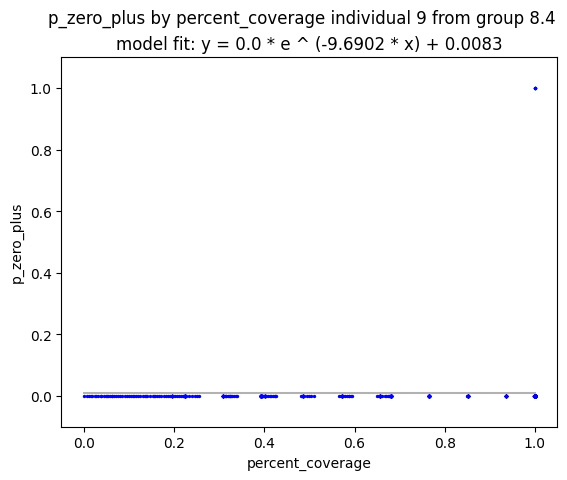 p_zero_plus by percent_coverage individual 9 from group 8.4
model fit: y = 0.0 * e ^ (-9.6902 * x) + 0.0083
1.0
0.8
0.6
0.4
0.2
0.0
p_zero_plus
0.0 0.2 0.4 0.6 0.8 1.0
percent_coverage